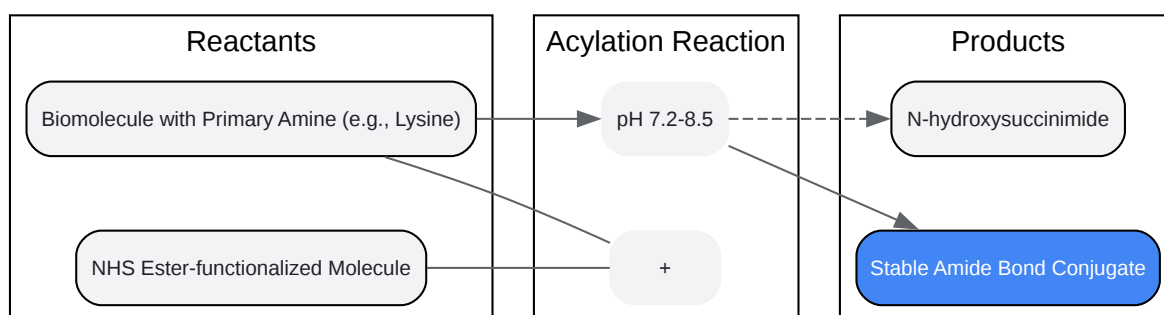 Reactants
Acylation Reaction
Products
Biomolecule with Primary Amine (e.g., Lysine)
pH 7.2-8.5
N-hydroxysuccinimide
NHS Ester-functionalized Molecule
+
Stable Amide Bond Conjugate